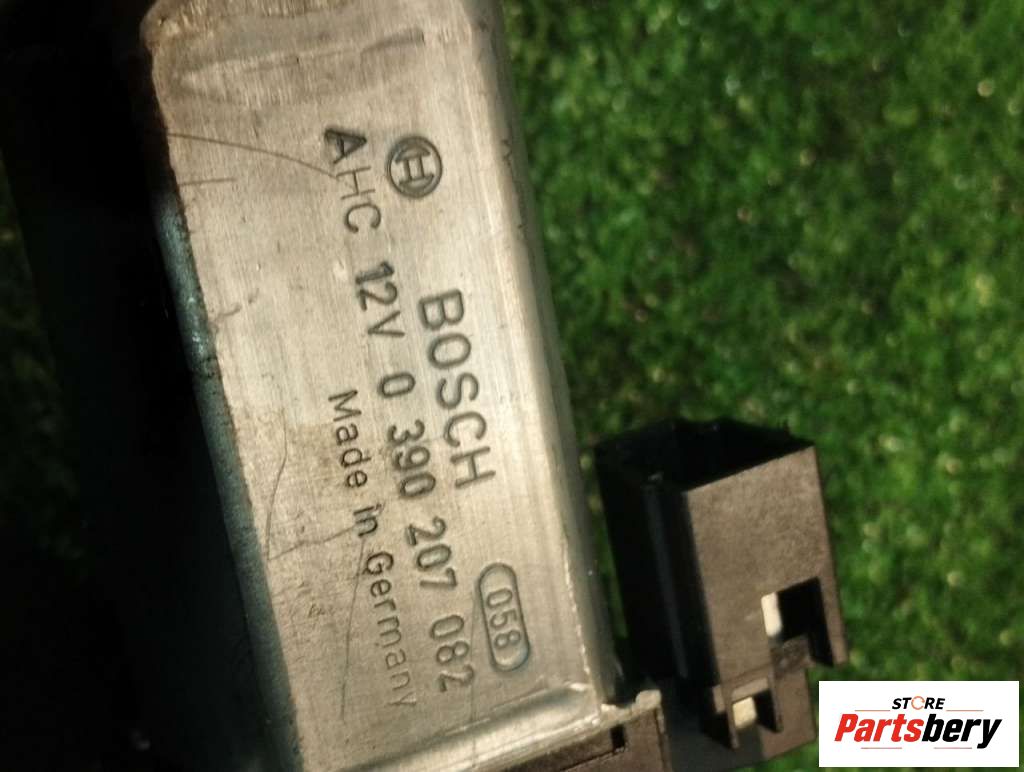 BOSCH
058
AHC 12V 0 390 207 082
Made in Germany
STORE
Partsbery